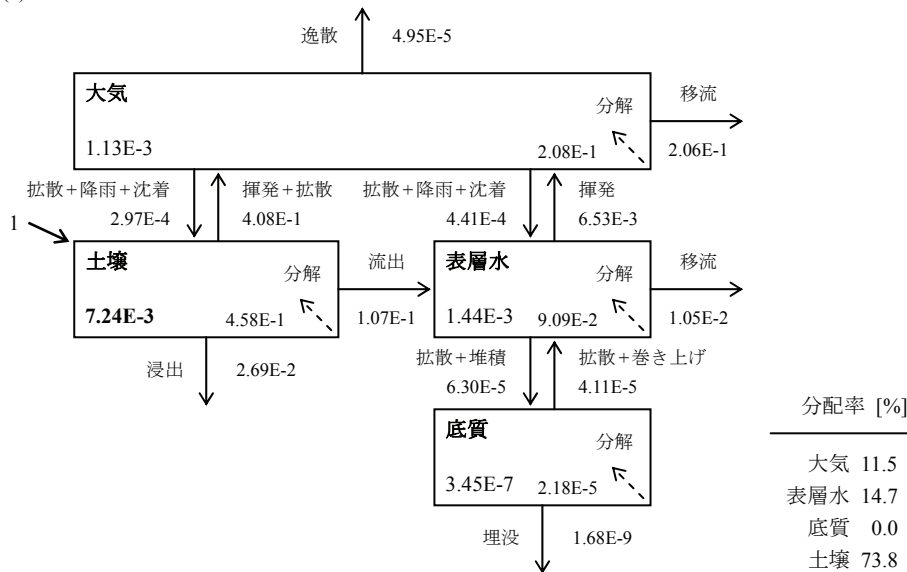 逸散 4.95E-5
大気
分解
移流
1.13E-3
2.08E-1
2.06E-1
拡散+降雨+沈着
揮発+拡散
拡散+降雨+沈着
揮発
2.97E-4
4.08E-1
4.41E-4
6.53E-3
1
土壌
分解
流出
表層水
分解
移流
7.24E-3
4.58E-1
1.07E-1
1.44E-3
9.09E-2
1.05E-2
浸出
2.69E-2
拡散+堆積
拡散+巻き上げ
6.30E-5
4.11E-5
底質
分解
3.45E-7
2.18E-5
埋没
1.68E-9
分配率 [%]
大気 11.5
表層水 14.7
底質 0.0
土壌 73.8